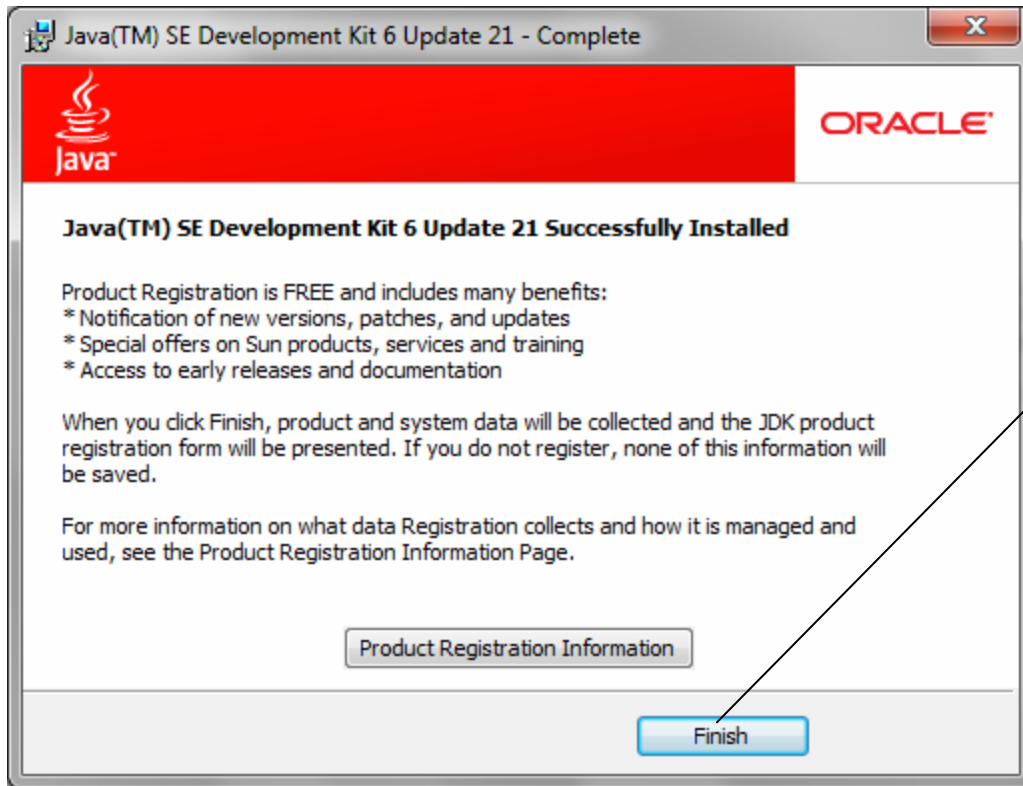 Java(TM) SE Development Kit 6 Update 21 - Complete
Java™
ORACLE®
Java(TM) SE Development Kit 6 Update 21 Successfully Installed
Product Registration is FREE and includes many benefits:
* Notification of new versions, patches, and updates
* Special offers on Sun products, services and training
* Access to early releases and documentation
When you click Finish, product and system data will be collected and the JDK product
registration form will be presented. If you do not register, none of this information will
be saved.
For more information on what data Registration collects and how it is managed and
used, see the Product Registration Information Page.
Product Registration Information
Finish